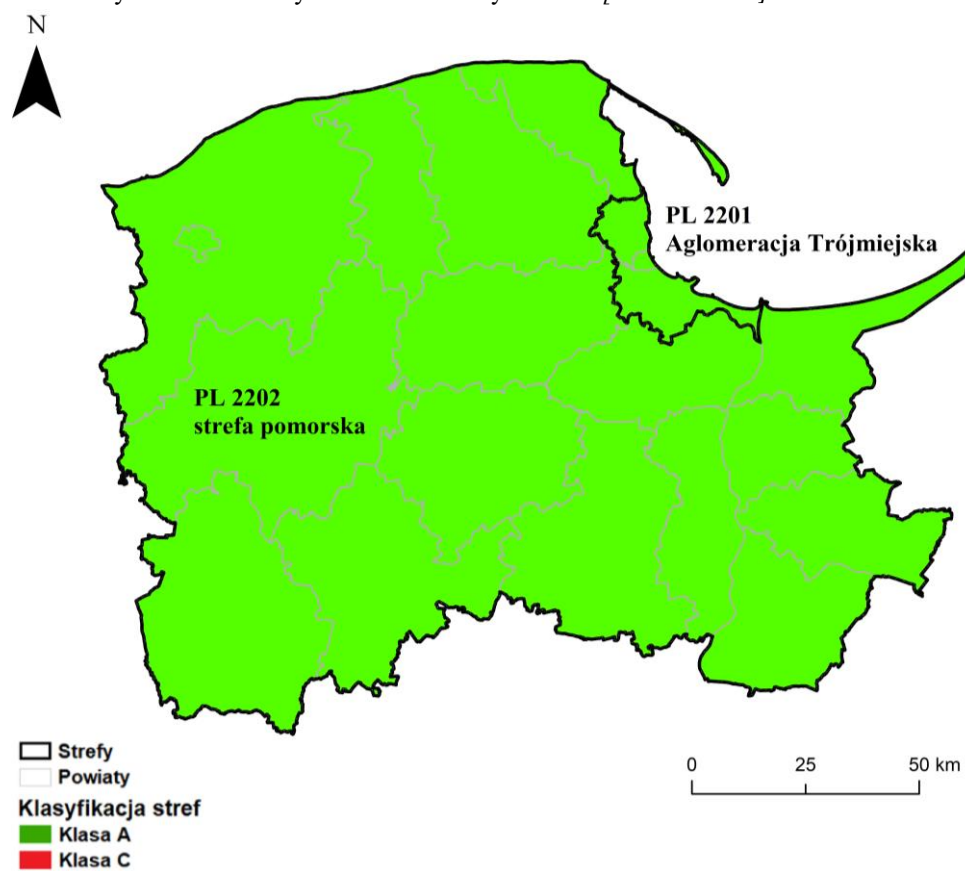 N
PL 2201
Aglomeracja Trójmiejska
PL 2202
strefa pomorska
Strefy
Powiaty
Klasyfikacja stref
Klasa A
Klasa C
0 25 50 km